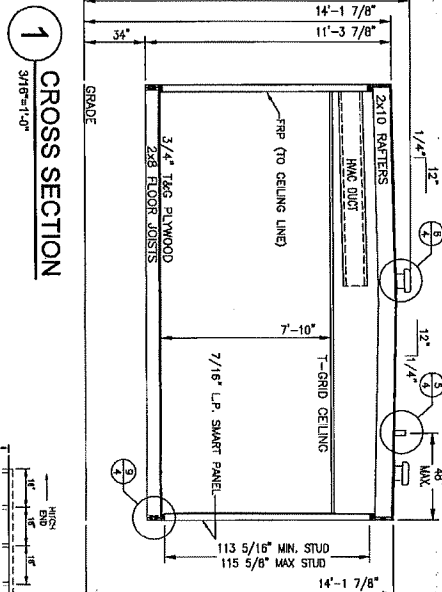 14'-1 7/8"
11'-3 7/8"
34"
GRADE
2x10 RAFTERS
1/4"
12"
HVAC DUCT
FRP (TO CEILING LINE)
3/4" T&G PLYWOOD
2x8 FLOOR JOISTS
7'-10"
T-GRID CEILING
12"
1/4"
5
4
48
MAX.
7/16" L.P. SMART PANEL
9
4
113 5/16" MIN. STUD
115 5/8" MAX STUD
14'-1 7/8"
1 CROSS SECTION
3/16"=1'-0"
HITCH
END
16"
16"
16"